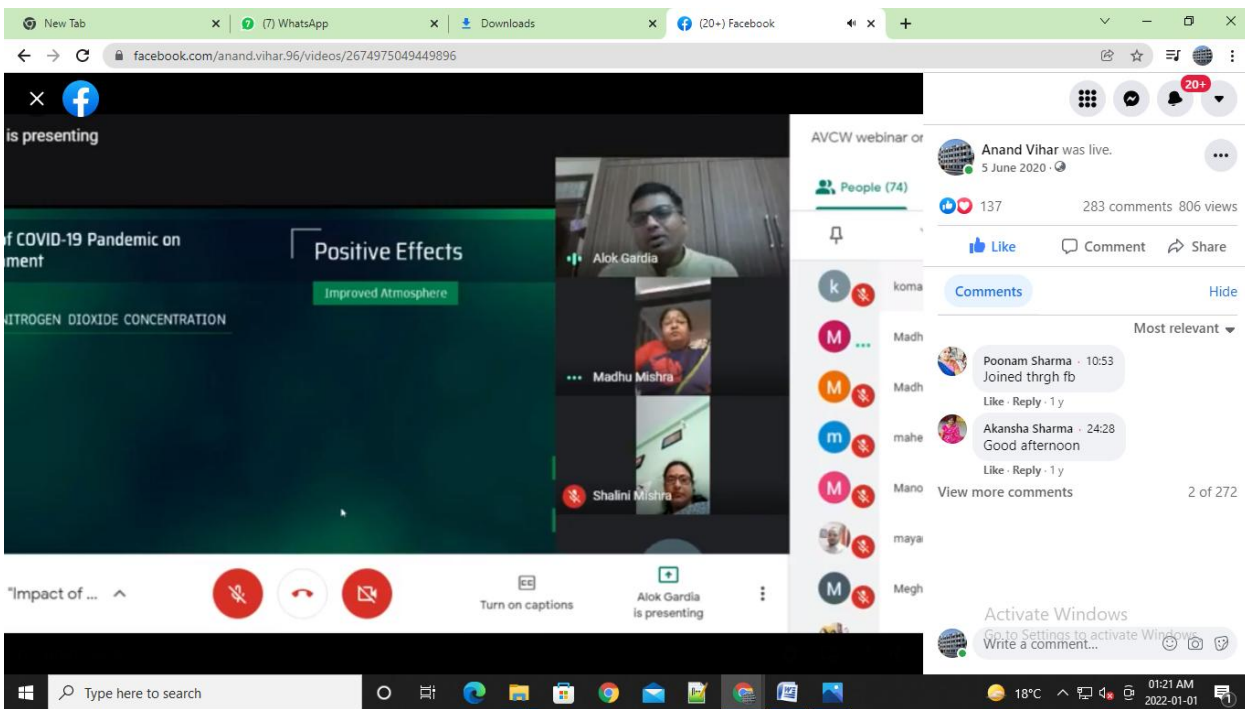 New Tab
(7) WhatsApp
Downloads
(20+) Facebook
facebook.com/anand.vihar.96/videos/2674975049449896
is presenting
COVID-19 Pandemic on
Positive Effects
Improved Atmosphere
NITROGEN DIOXIDE CONCENTRATION
Alok Gardia
Madhu Mishra
Shalini Mishra
AVCW webinar or
People (74)
k
koma
M
Madh
M
Madh
m
mahe
M
Mano
maya
M
Megh
"Impact of ...
CC
Turn on captions
Alok Gardia
is presenting
20+
Anand Vihar was live.
5 June 2020 ·
137
283 comments 806 views
Like
Comment
Share
Comments
Hide
Most relevant
Poonam Sharma · 10:53
Joined thrgh fb
Like · Reply · 1 y
Akansha Sharma · 24:28
Good afternoon
Like · Reply · 1 y
View more comments
2 of 272
Activate Windows
Go to Settings to activate Windows.
Write a comment...
Type here to search
18°C
01:21 AM
2022-01-01